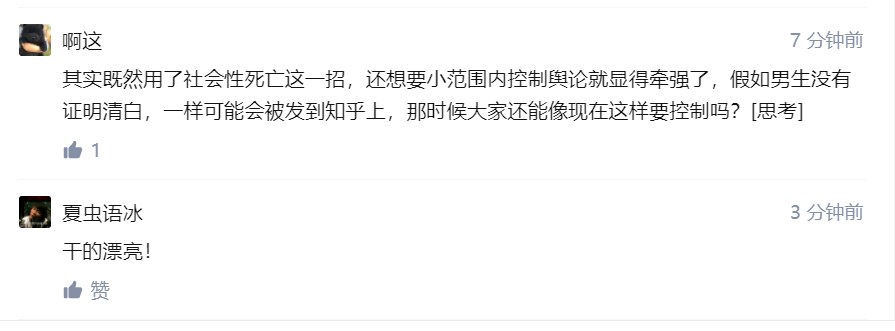 啊这
7 分钟前
其实既然用了社会性死亡这一招，还想要小范围内控制舆论就显得牵强了，假如男生没有
证明清白，一样可能会被发到知乎上，那时候大家还能像现在这样要控制吗？[思考]
1
夏虫语冰
3 分钟前
干的漂亮！
赞